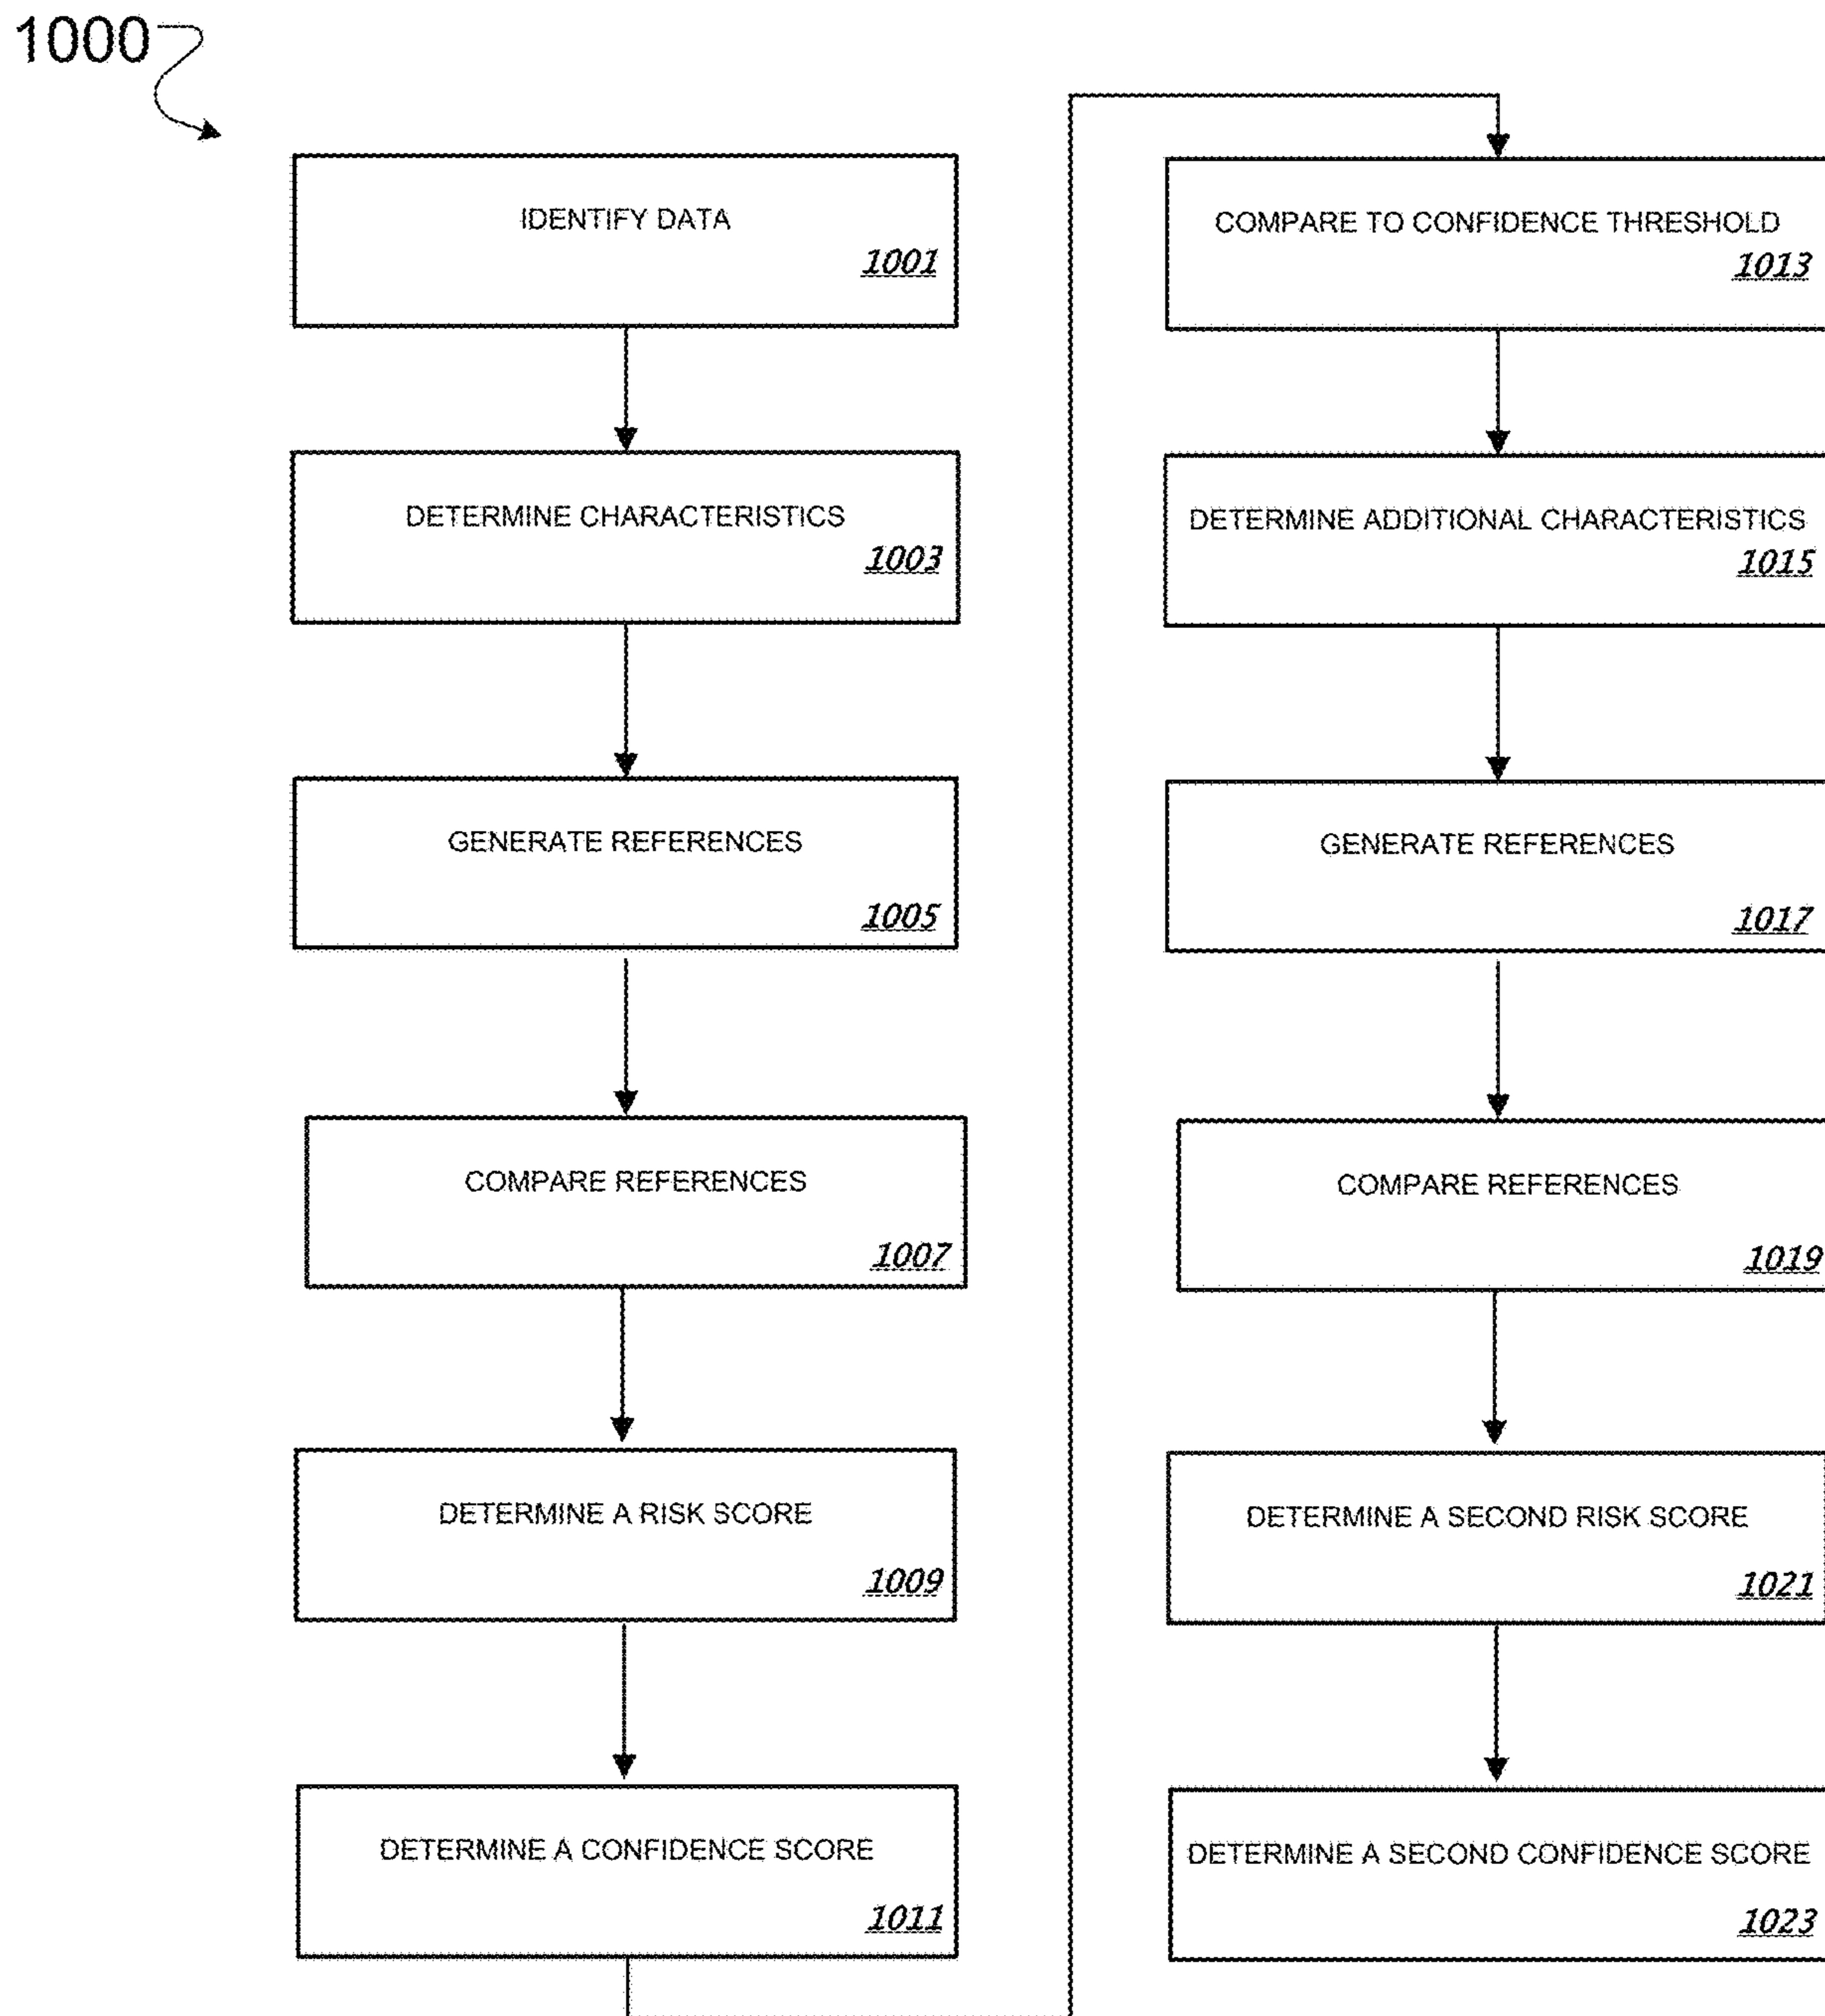 1000
IDENTIFY DATA
1001
DETERMINE CHARACTERISTICS
1003
GENERATE REFERENCES
1005
COMPARE REFERENCES
1007
DETERMINE A RISK SCORE
1009
DETERMINE A CONFIDENCE SCORE
1011
COMPARE TO CONFIDENCE THRESHOLD
1013
DETERMINE ADDITIONAL CHARACTERISTICS
1015
GENERATE REFERENCES
1017
COMPARE REFERENCES
1019
DETERMINE A SECOND RISK SCORE
1021
DETERMINE A SECOND CONFIDENCE SCORE
1023